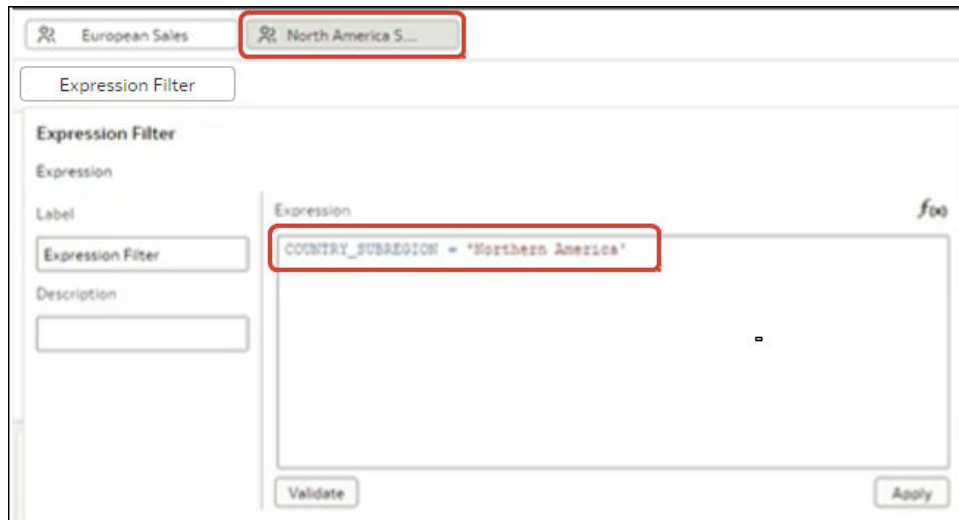 European Sales North America S...
Expression Filter
Expression Filter
Expression
Label Expression f(x)
Expression Filter COUNTRY_SUBREGION = 'Northern America'
Description
Validate Apply